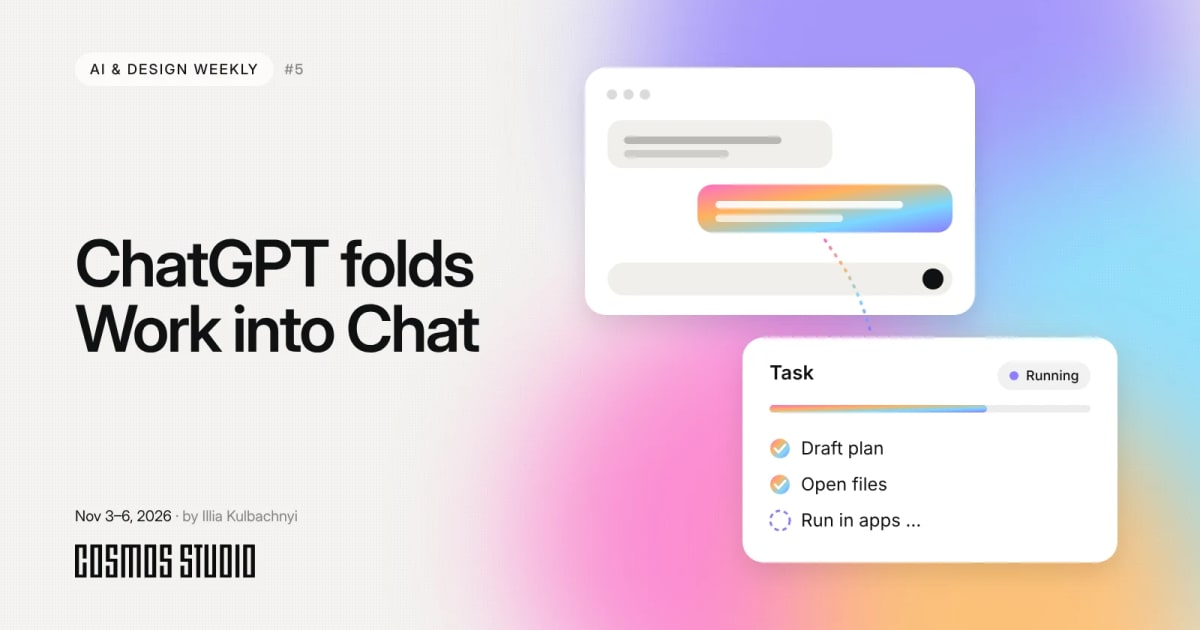 AI & DESIGN WEEKLY #5
ChatGPT folds
Work into Chat
Nov 3–6, 2026 · by Illia Kulbachnyi
COSMOS STUDIO
Task
Running
Draft plan
Open files
Run in apps ...